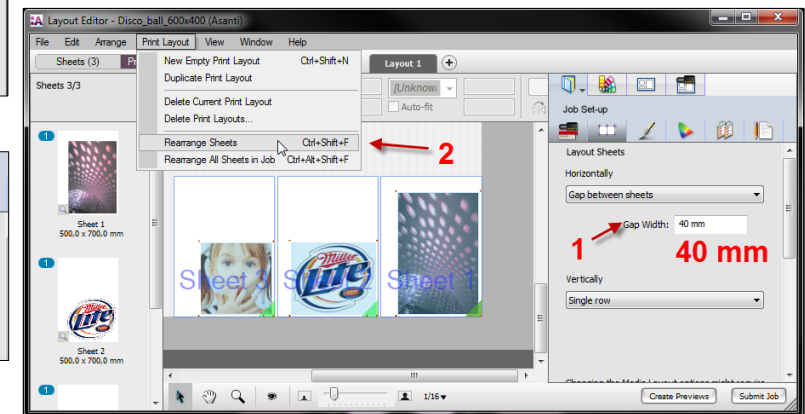 Layout Editor - Disco_ball_600x400 (Asanti)
File Edit Arrange Print Layout View Window Help
Sheets (3) Layout 1
Sheets 3/3
New Empty Print Layout Ctrl+Shift+N
Duplicate Print Layout
Delete Current Print Layout
Delete Print Layouts...
Rearrange Sheets Ctrl+Shift+F
Rearrange All Sheets in Job Ctrl+Alt+Shift+F
2
Auto-fit
1
Sheet 1
500,0 x 700,0 mm
1
Sheet 2
500,0 x 700,0 mm
1
Sheet 3 Sheet 2 Sheet 1
Miller
Lite
1/16
Job Set-up
Layout Sheets
Horizontally
Gap between sheets
Gap Width: 40 mm
1 40 mm
Vertically
Single row
Create Previews Submit Job